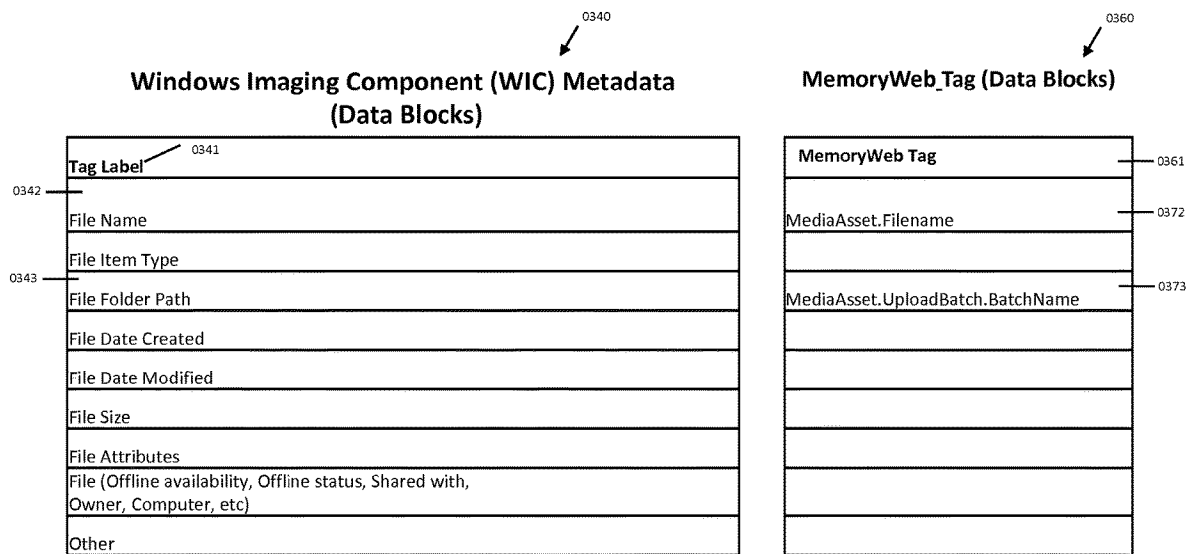 0340
0360
Windows Imaging Component (WIC) Metadata
(Data Blocks)
MemoryWeb_Tag (Data Blocks)
Tag Label
0341
MemoryWeb Tag
0361
0342
File Name
MediaAsset.Filename
0372
File Item Type
0343
File Folder Path
MediaAsset.UploadBatch.BatchName
0373
File Date Created
File Date Modified
File Size
File Attributes
File (Offline availability, Offline status, Shared with,
Owner, Computer, etc)
Other